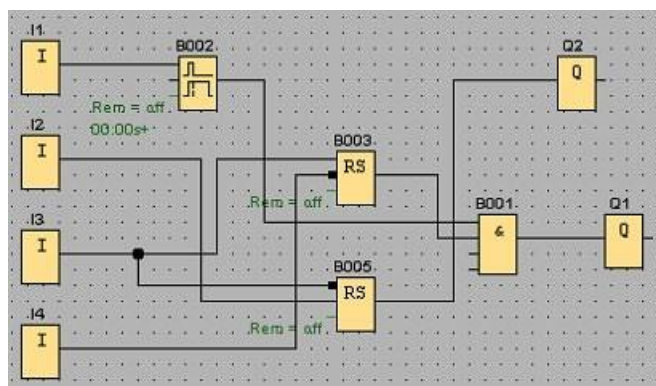 I1
I
B002
Q2
Q
Rem = off
00:00s+
I2
I
B003
RS
Rem = off
B001
&
Q1
Q
I3
I
B005
RS
Rem = off
I4
I